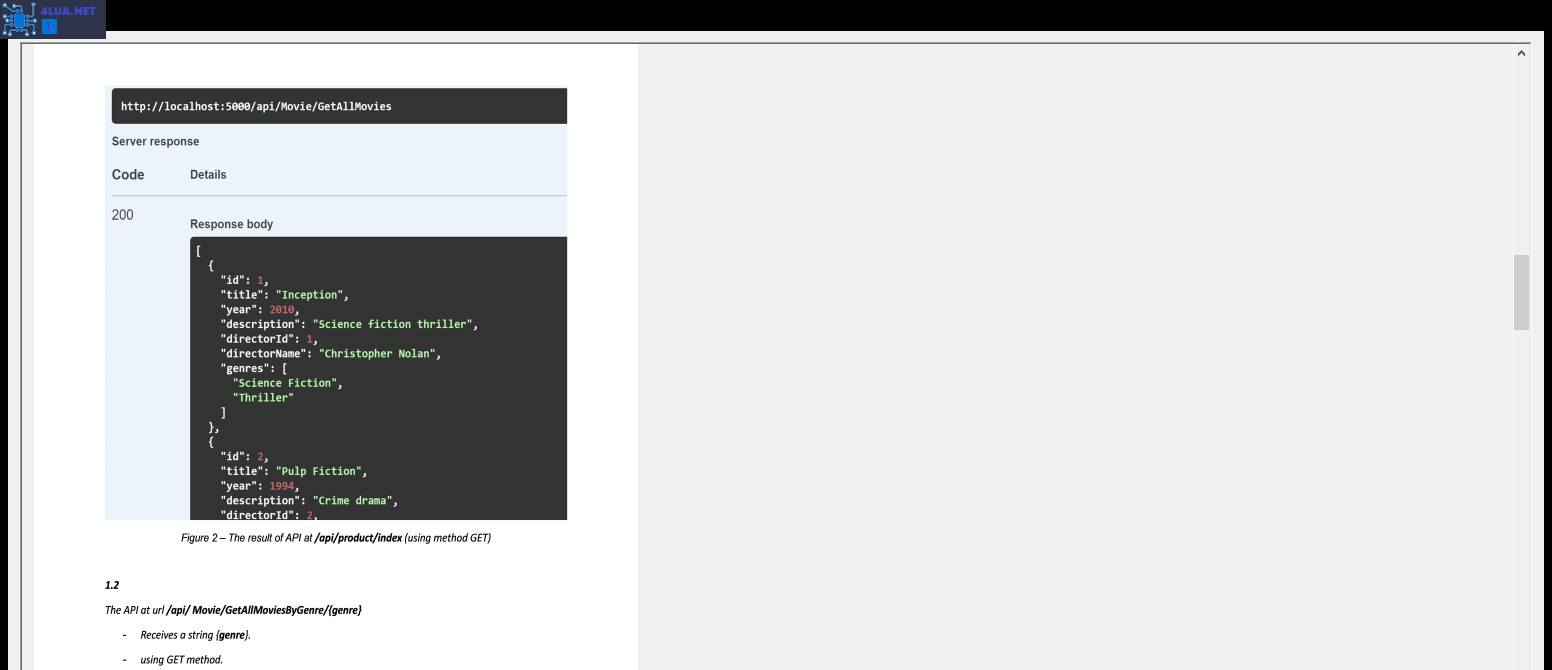 4LUA.NET
1
http://localhost:5000/api/Movie/GetAllMovies
Server response
Code Details
200
Response body
[
{
"id": 1,
"title": "Inception",
"year": 2010,
"description": "Science fiction thriller",
"directorId": 1,
"directorName": "Christopher Nolan",
"genres": [
"Science Fiction",
"Thriller"
]
},
{
"id": 2,
"title": "Pulp Fiction",
"year": 1994,
"description": "Crime drama",
"directorId": 2,
Figure 2 – The result of API at /api/product/index (using method GET)
1.2
The API at url /api/ Movie/GetAllMoviesByGenre/{genre}
- Receives a string {genre}.
- using GET method.